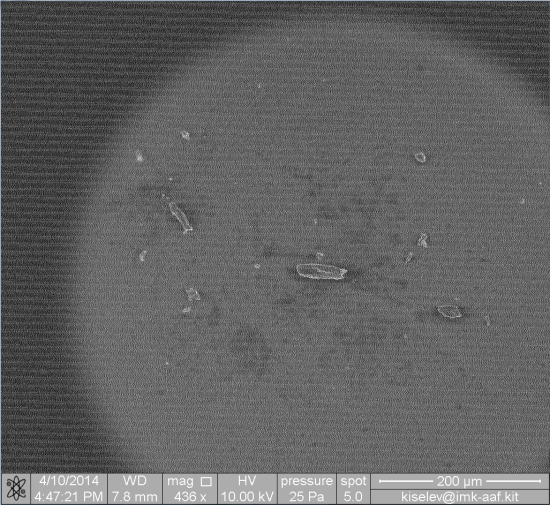 4/10/2014 WD mag HV pressure spot 200 µm
4:47:21 PM 7.8 mm 436 x 10.00 kV 25 Pa 5.0 kiselev@imk-aaf.kit